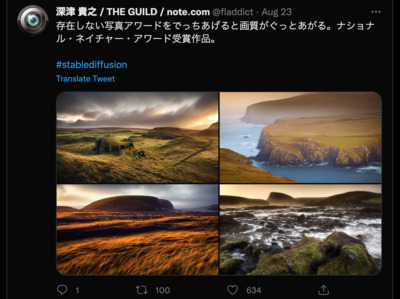 深津 貴之 / THE GUILD / note.com @fladdict · Aug 23
存在しない写真アワードをでっちあげると画質がぐっとあがる。ナショナ
ル・ネイチャー・アワード受賞作品。
#stablediffusion
Translate Tweet
1 100 634